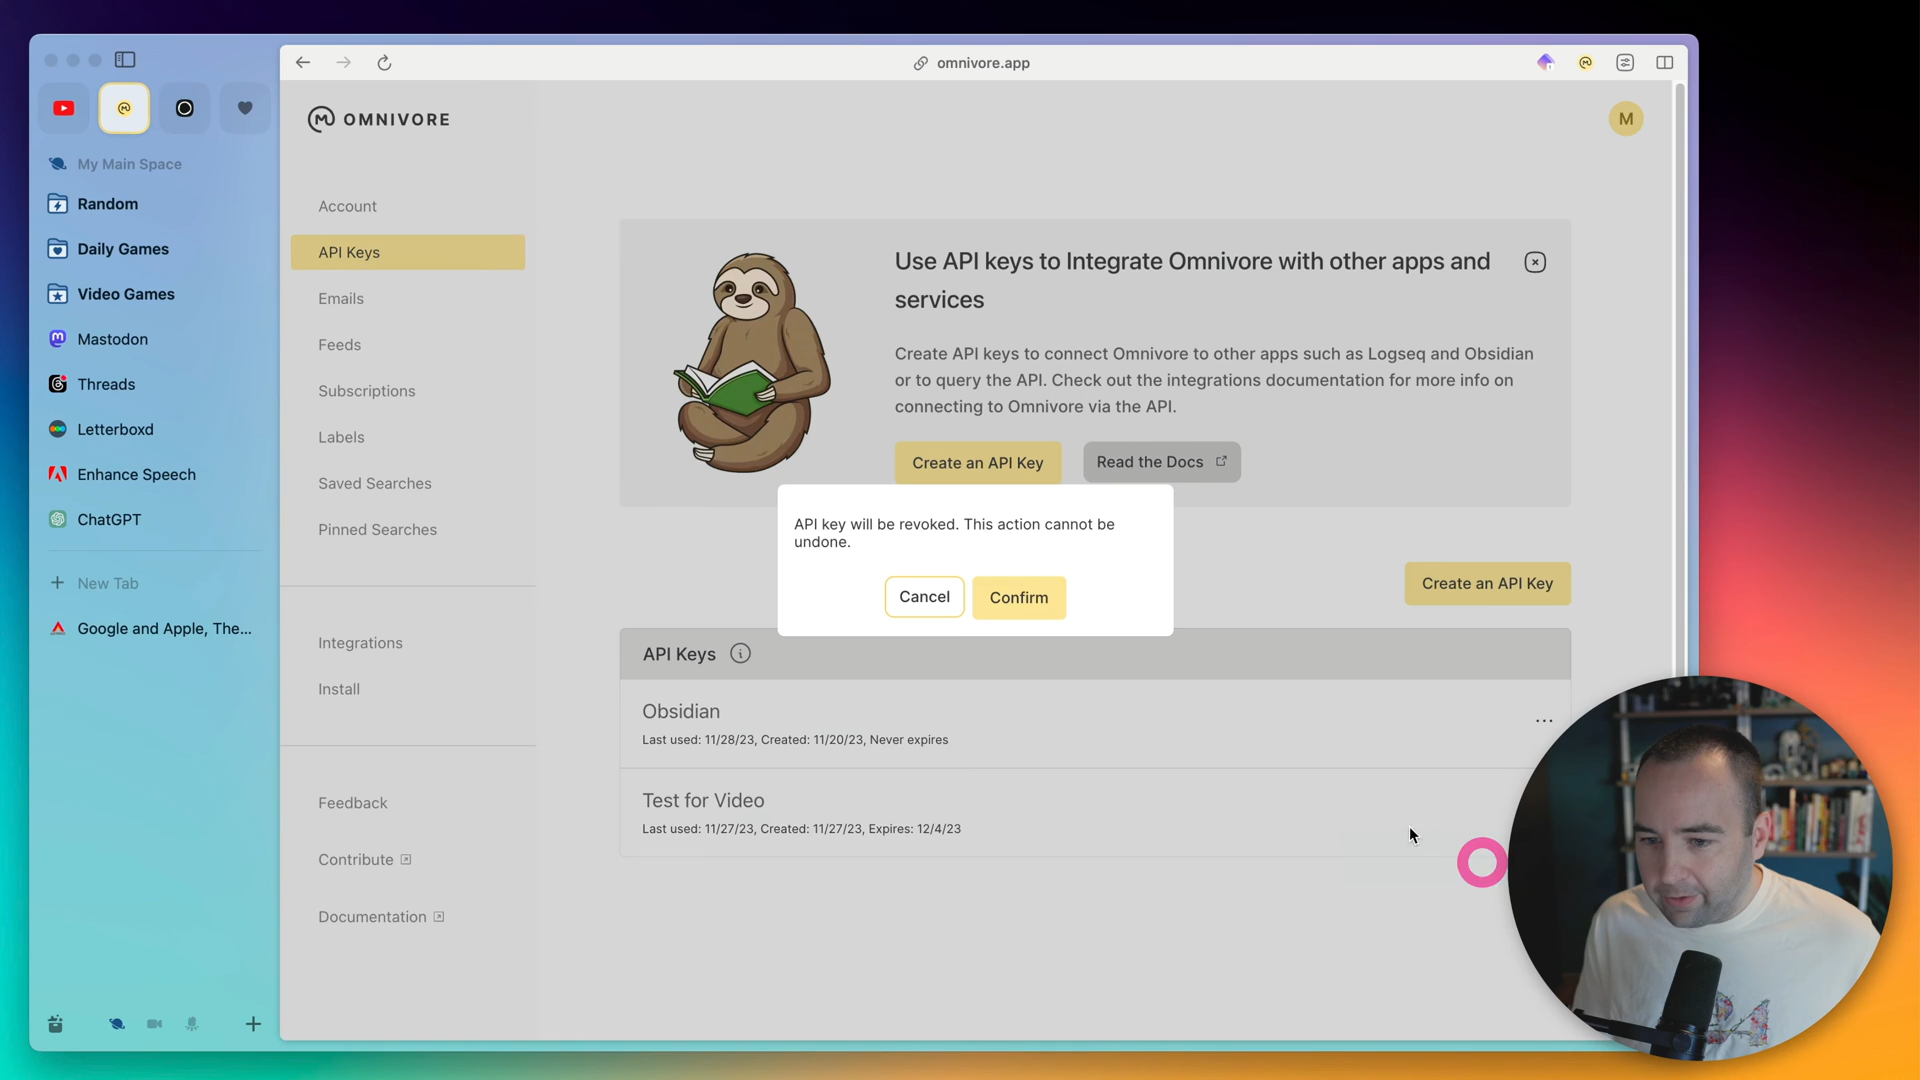 omnivore.app
My Main Space
Random
Daily Games
Video Games
Mastodon
Threads
Letterboxd
Enhance Speech
ChatGPT
New Tab
Google and Apple, The...
OMNIVORE
M
Account
API Keys
Emails
Feeds
Subscriptions
Labels
Saved Searches
Pinned Searches
Integrations
Install
Feedback
Contribute
Documentation
Use API keys to Integrate Omnivore with other apps and
services
Create API keys to connect Omnivore to other apps such as Logseq and Obsidian
or to query the API. Check out the integrations documentation for more info on
connecting to Omnivore via the API.
Create an API Key
Read the Docs
API key will be revoked. This action cannot be
undone.
Cancel
Confirm
Create an API Key
API Keys
Obsidian
Last used: 11/28/23, Created: 11/20/23, Never expires
...
Test for Video
Last used: 11/27/23, Created: 11/27/23, Expires: 12/4/23